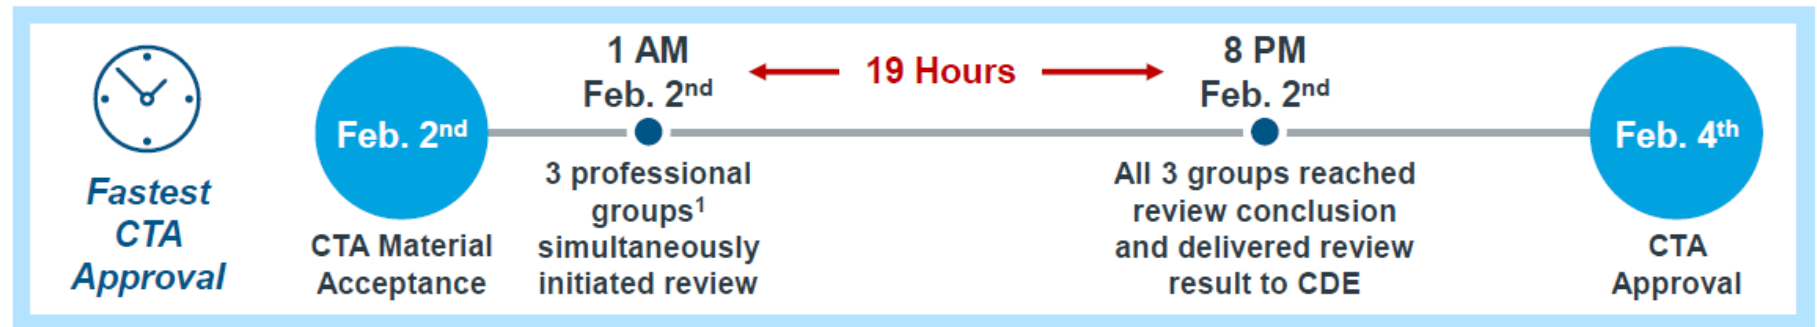 Fastest
CTA
Approval
Feb. 2nd
CTA Material
Acceptance
1 AM
Feb. 2nd
3 professional
groups1
simultaneously
initiated review
19 Hours
8 PM
Feb. 2nd
All 3 groups reached
review conclusion
and delivered review
result to CDE
Feb. 4th
CTA
Approval